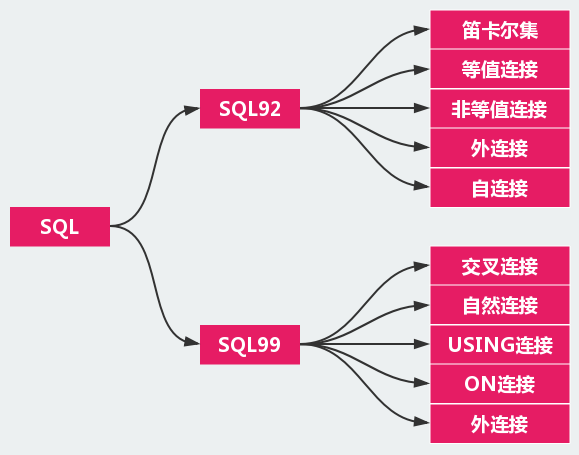 SQL
SQL92
笛卡尔集
等值连接
非等值连接
外连接
自连接
SQL99
交叉连接
自然连接
USING连接
ON连接
外连接